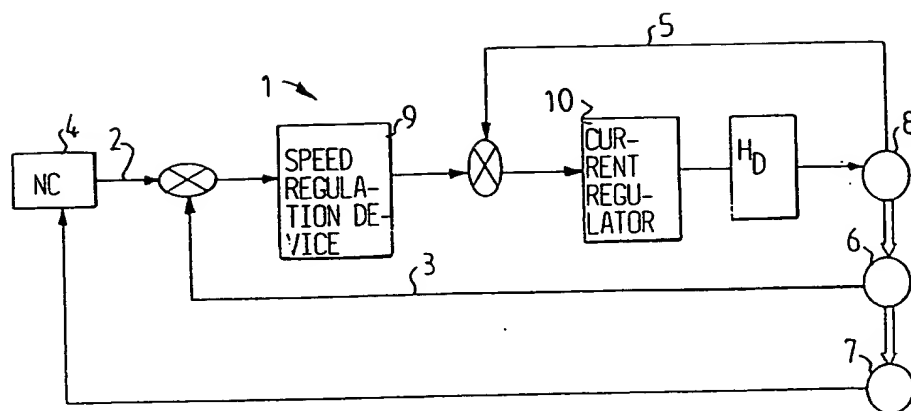 5
1
10
9
8
4
2
NC
SPEED
REGULA-
TION DE-
VICE
CUR-
RENT
REGU-
LATOR
HD
3
6
7